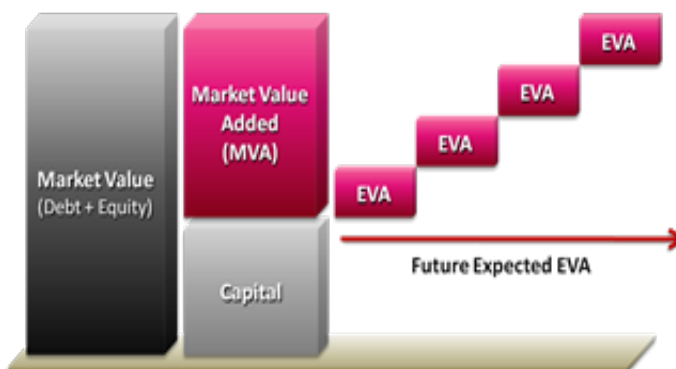 Market Value
(Debt + Equity)
Market Value
Added
(MVA)
Capital
EVA
EVA
EVA
EVA
Future Expected EVA